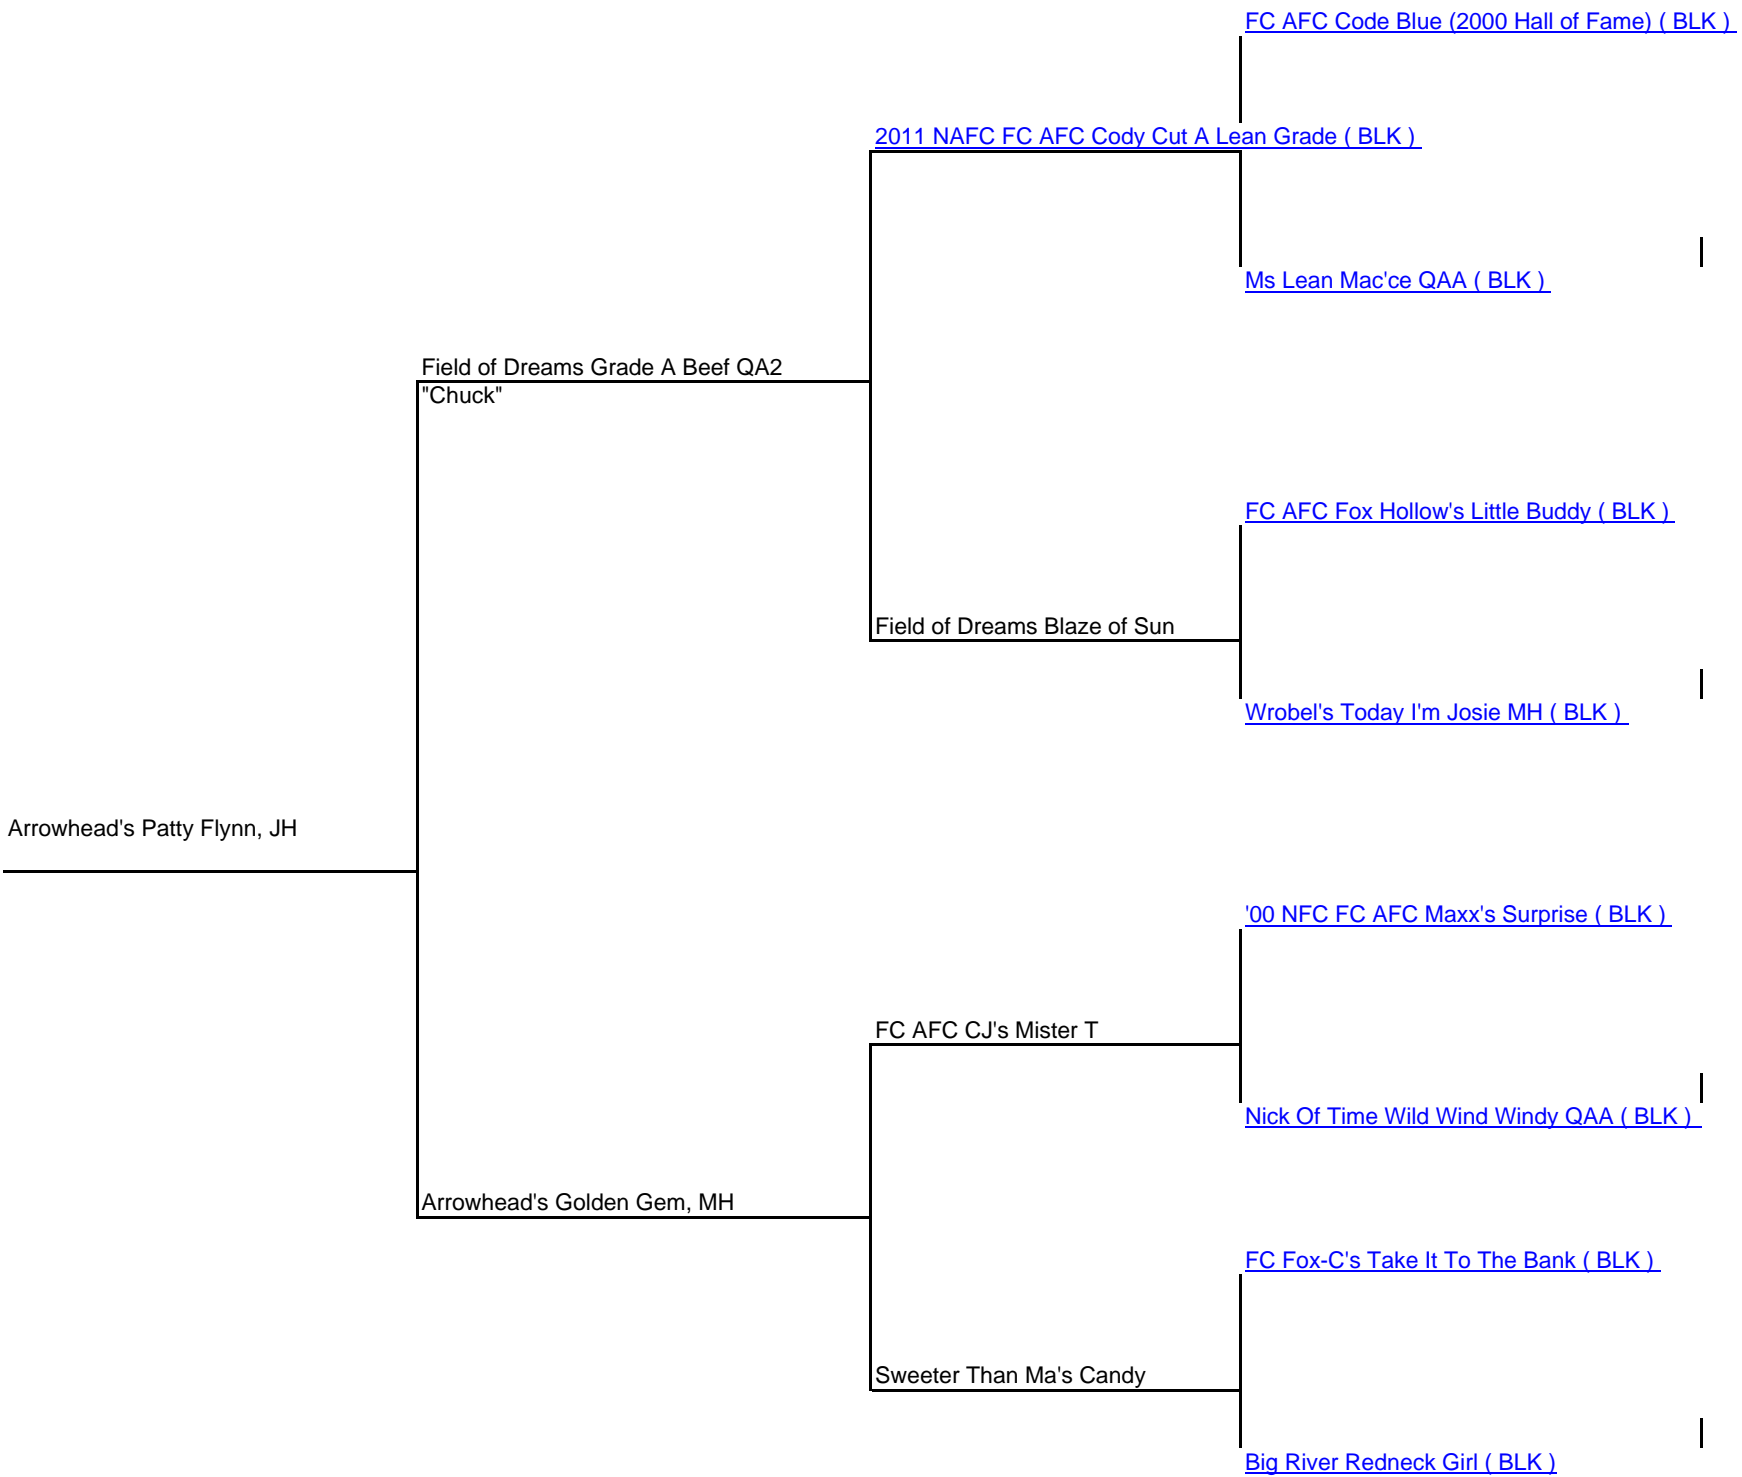 FC AFC Code Blue (2000 Hall of Fame) ( BLK )
2011 NAFC FC AFC Cody Cut A Lean Grade ( BLK )
Ms Lean Mac'ce QAA ( BLK )
Field of Dreams Grade A Beef QA2
"Chuck"
FC AFC Fox Hollow's Little Buddy ( BLK )
Field of Dreams Blaze of Sun
Wrobel's Today I'm Josie MH ( BLK )
Arrowhead's Patty Flynn, JH
'00 NFC FC AFC Maxx's Surprise ( BLK )
FC AFC CJ's Mister T
Nick Of Time Wild Wind Windy QAA ( BLK )
Arrowhead's Golden Gem, MH
FC Fox-C's Take It To The Bank ( BLK )
Sweeter Than Ma's Candy
Big River Redneck Girl ( BLK )